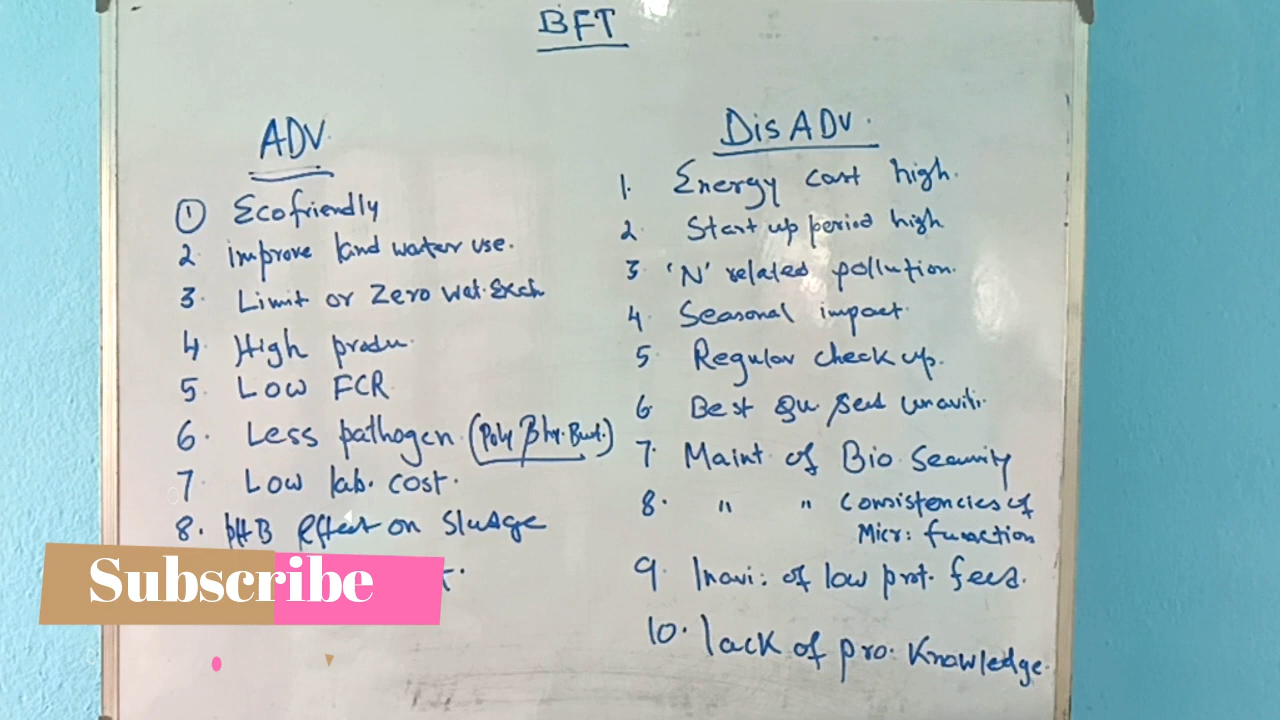 BFT
ADV.
① Ecofriendly
2 improve land water use.
3. Limit or Zero wat. Exch
4. High produ.
5. Low FCR.
6. Less pathogen (Poly βhy. But.)
7 Low lab. cost.
8. pHB Effect on Sludge
Subscribe
DisADV.
1. Energy cost high.
2 Start up period high
3 'N' related pollution.
4 Seasonal impact.
5 Regular check up.
6 Best Qu seed unaviti.
7. Maint. of Bio Security
8. " " Consistencies of
Micr: function
9. Inavi: of low prot. feed.
10. lack of pro. Knowledge.